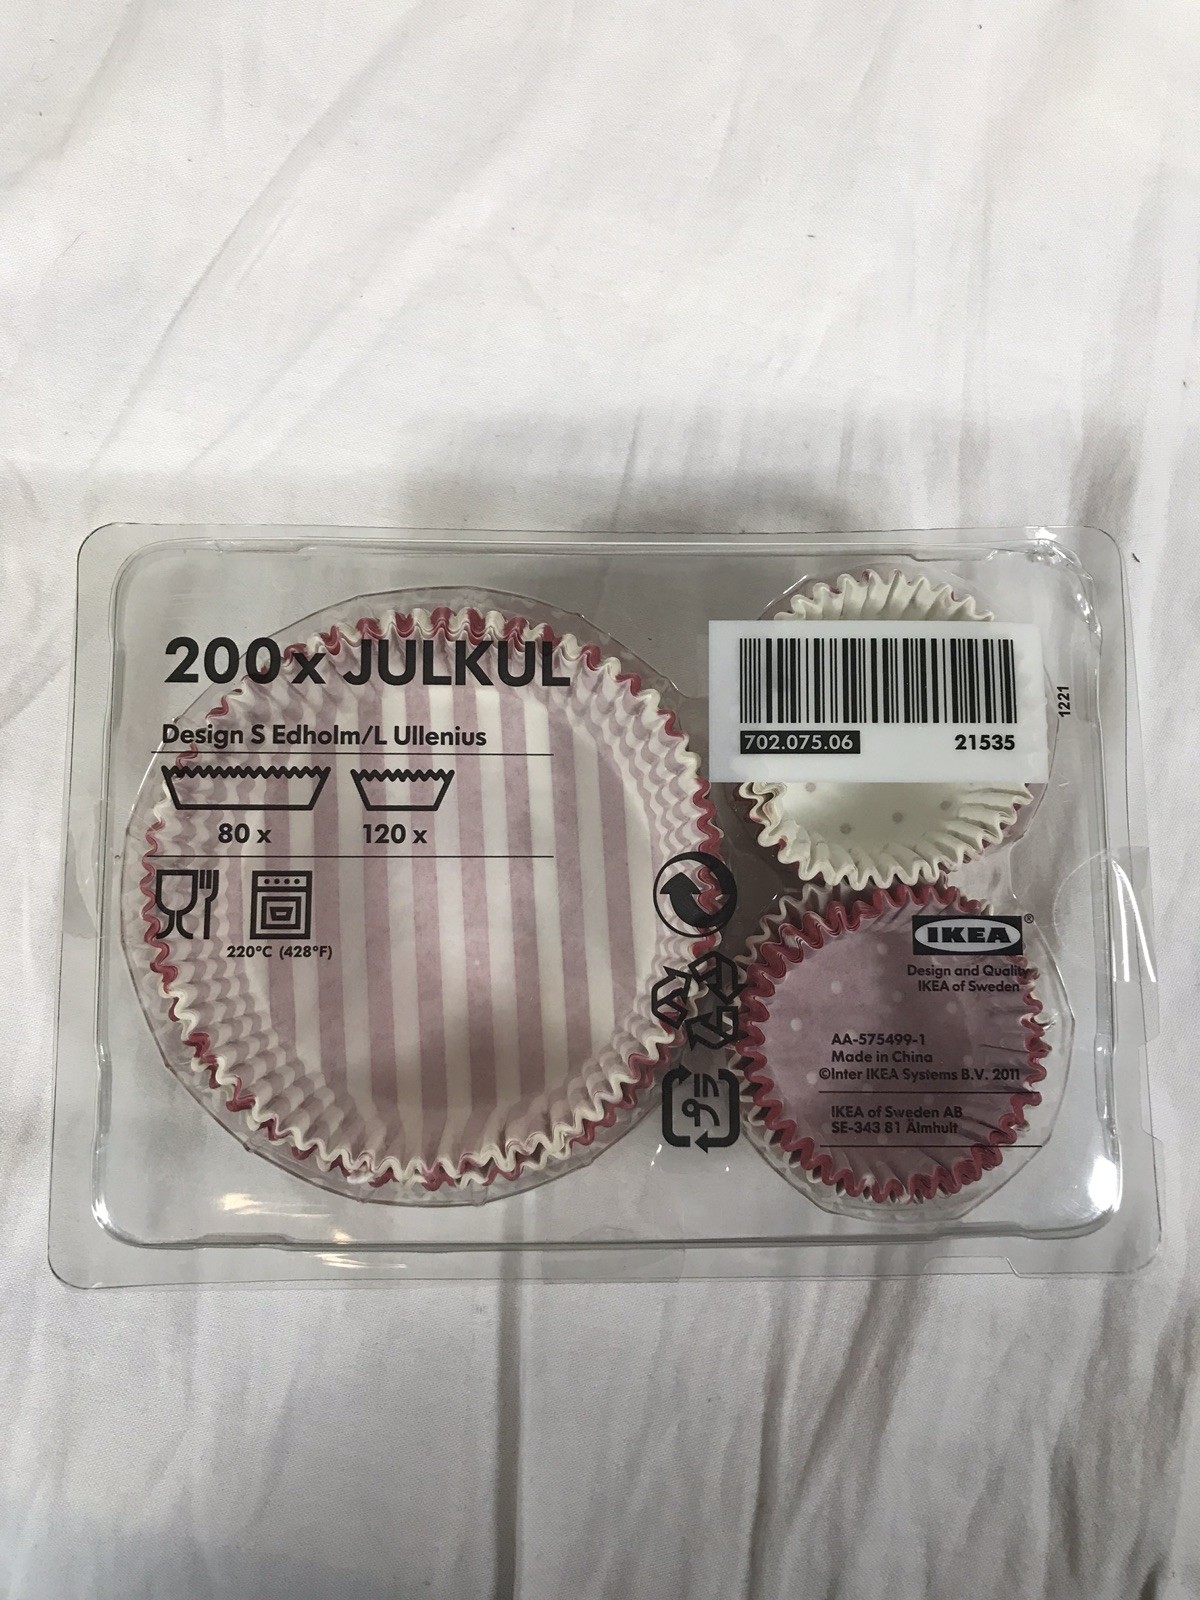 200x JULKUL
Design S Edholm/L Ullenius
80 x 120 x
220°C (428°F)
702.075.06 21535
1221
IKEA®
Design and Quality
IKEA of Sweden
AA-575499-1
Made in China
©Inter IKEA Systems B.V. 2011
IKEA of Sweden AB
SE-343 81 Älmhult
プラ